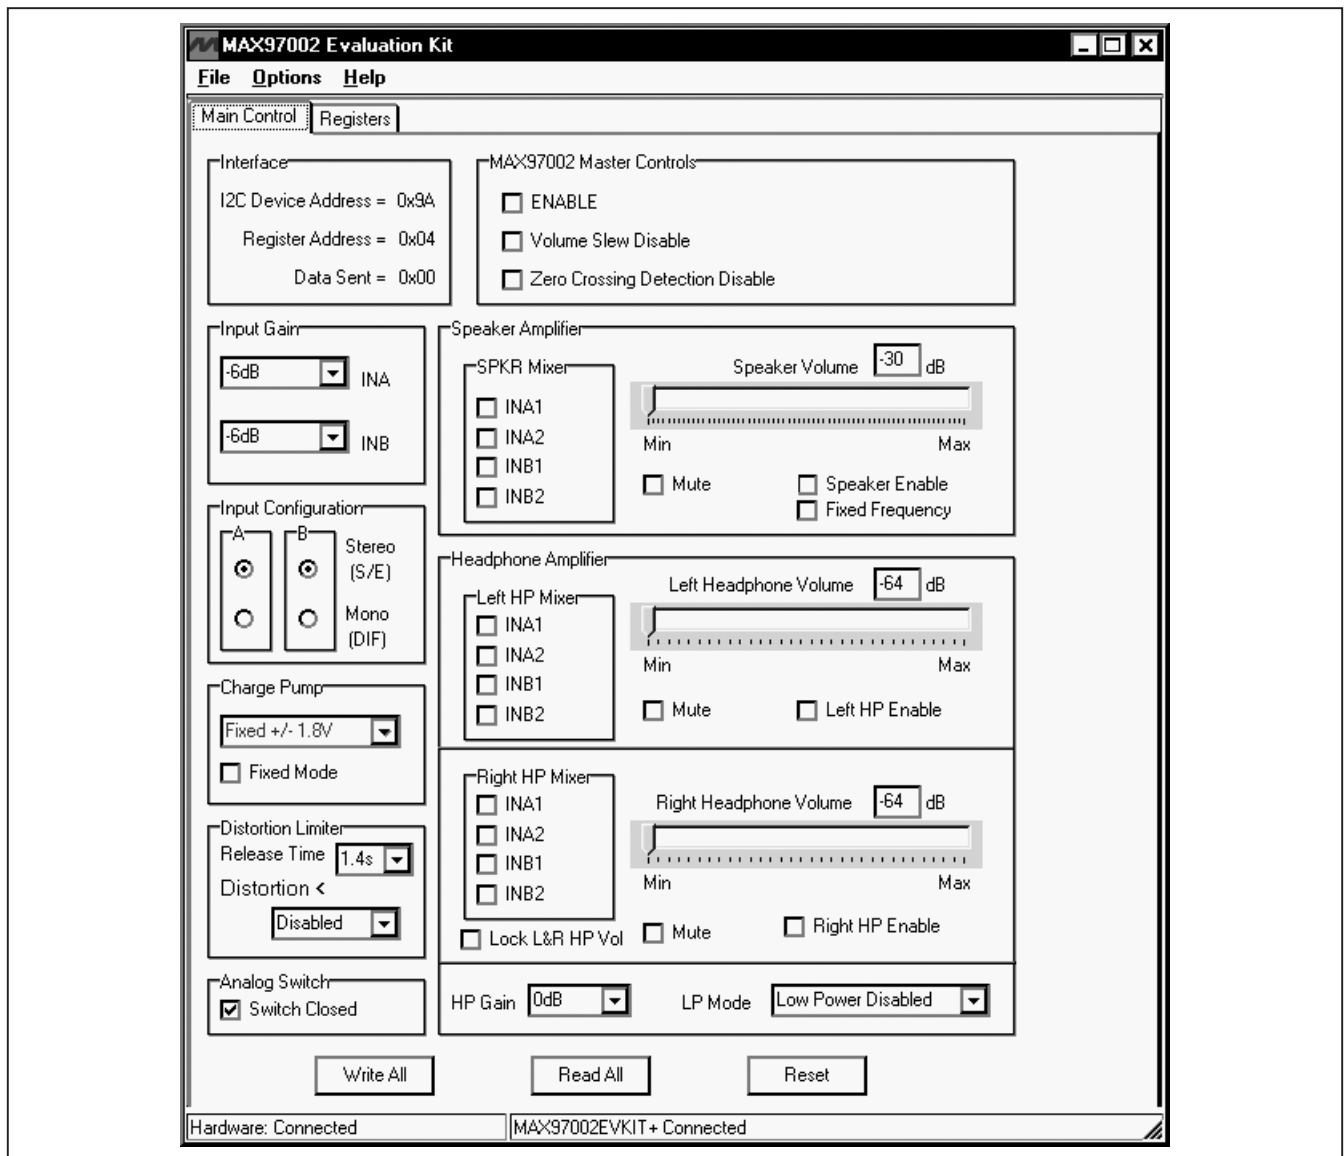 MAX97002 Evaluation Kit
File Options Help
Main Control Registers
Interface
I2C Device Address = 0x9A
Register Address = 0x04
Data Sent = 0x00
MAX97002 Master Controls
ENABLE
Volume Slew Disable
Zero Crossing Detection Disable
Input Gain
-6dB INA
-6dB INB
Speaker Amplifier
SPKR Mixer
INA1
INA2
INB1
INB2
Speaker Volume -30 dB
Min Max
Mute Speaker Enable
Fixed Frequency
Input Configuration
A B
Stereo
(S/E)
Mono
(DIF)
Headphone Amplifier
Left HP Mixer
INA1
INA2
INB1
INB2
Left Headphone Volume -64 dB
Min Max
Mute Left HP Enable
Charge Pump
Fixed +/- 1.8V
Fixed Mode
Right HP Mixer
INA1
INA2
INB1
INB2
Lock L&R HP Vol
Right Headphone Volume -64 dB
Min Max
Mute Right HP Enable
Distortion Limiter
Release Time 1.4s
Distortion <
Disabled
Analog Switch
Switch Closed
HP Gain 0dB LP Mode Low Power Disabled
Write All Read All Reset
Hardware: Connected MAX97002EVKIT+ Connected